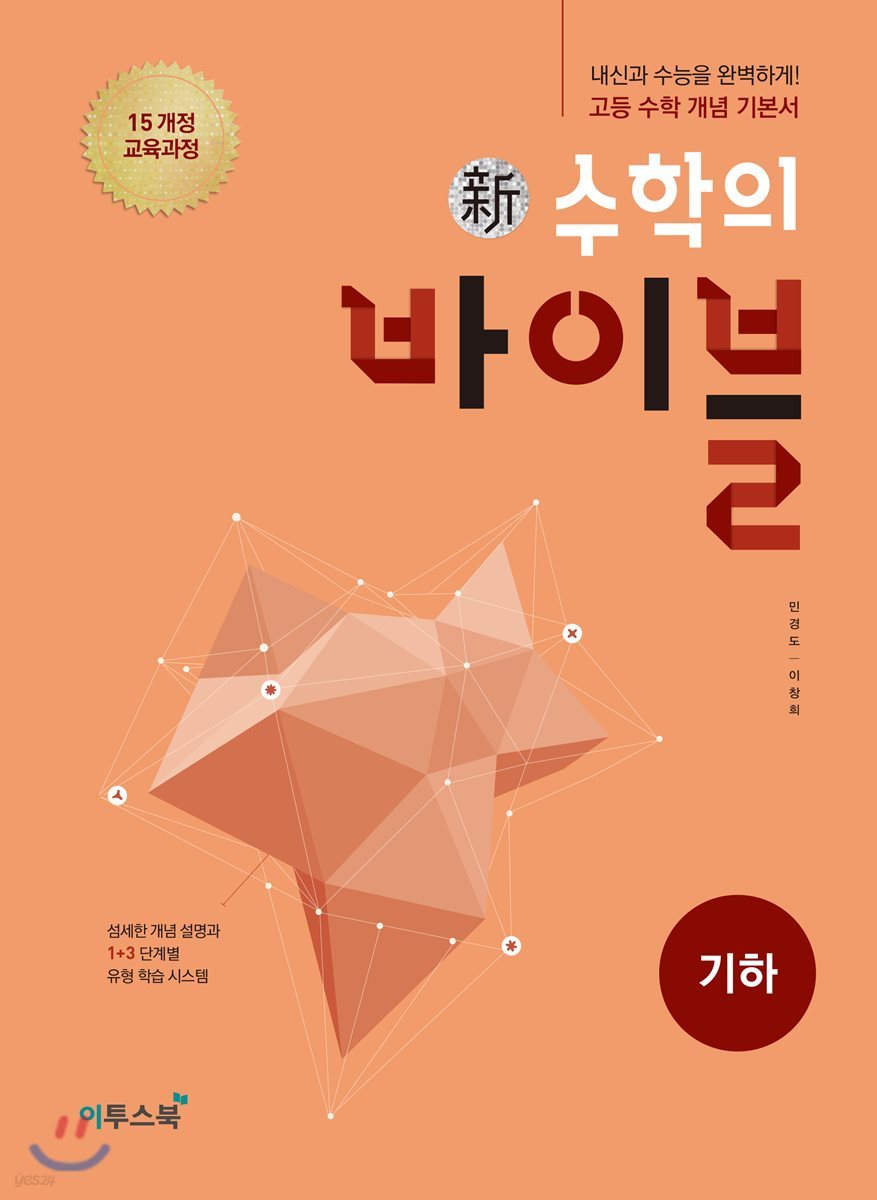 15 개정
교육과정
내신과 수능을 완벽하게!
고등 수학 개념 기본서
新 수학의
바이블
민경도 — 이창희
섬세한 개념 설명과
1+3 단계별
유형 학습 시스템
기하
이투스북
yes24